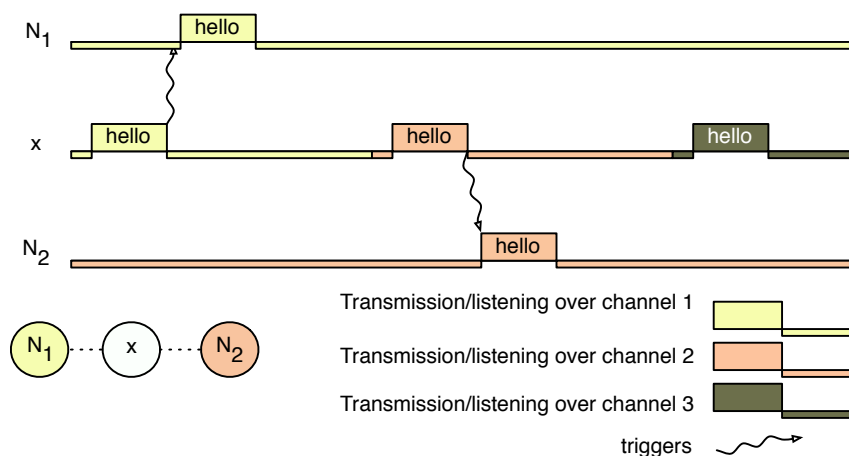 N1
hello
x
hello
hello
hello
N2
hello
Transmission/listening over channel 1
N1
x
N2
Transmission/listening over channel 2
Transmission/listening over channel 3
triggers